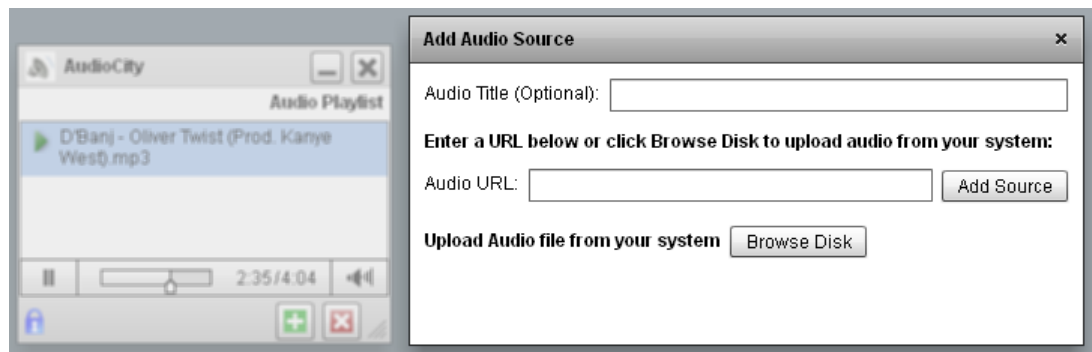 AudioCity
Audio Playlist
D'Banj - Oliver Twist (Prod. Kanye
West).mp3
2:35/4:04
Add Audio Source
Audio Title (Optional):
Enter a URL below or click Browse Disk to upload audio from your system:
Audio URL:
Add Source
Upload Audio file from your system
Browse Disk